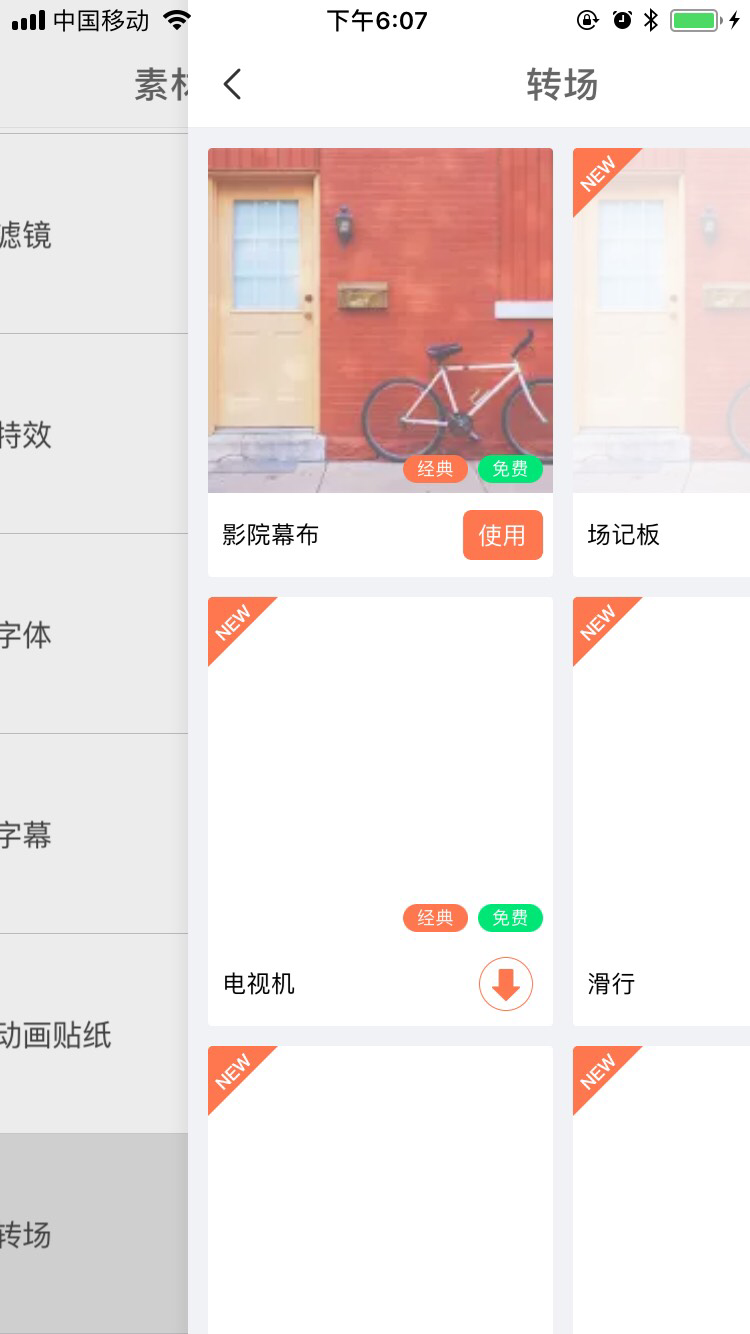 中国移动
下午6:07
素材
转场
滤镜
特效
字体
字幕
动画贴纸
转场
经典
免费
影院幕布
使用
NEW
场记板
NEW
经典
免费
电视机
NEW
滑行
NEW
NEW